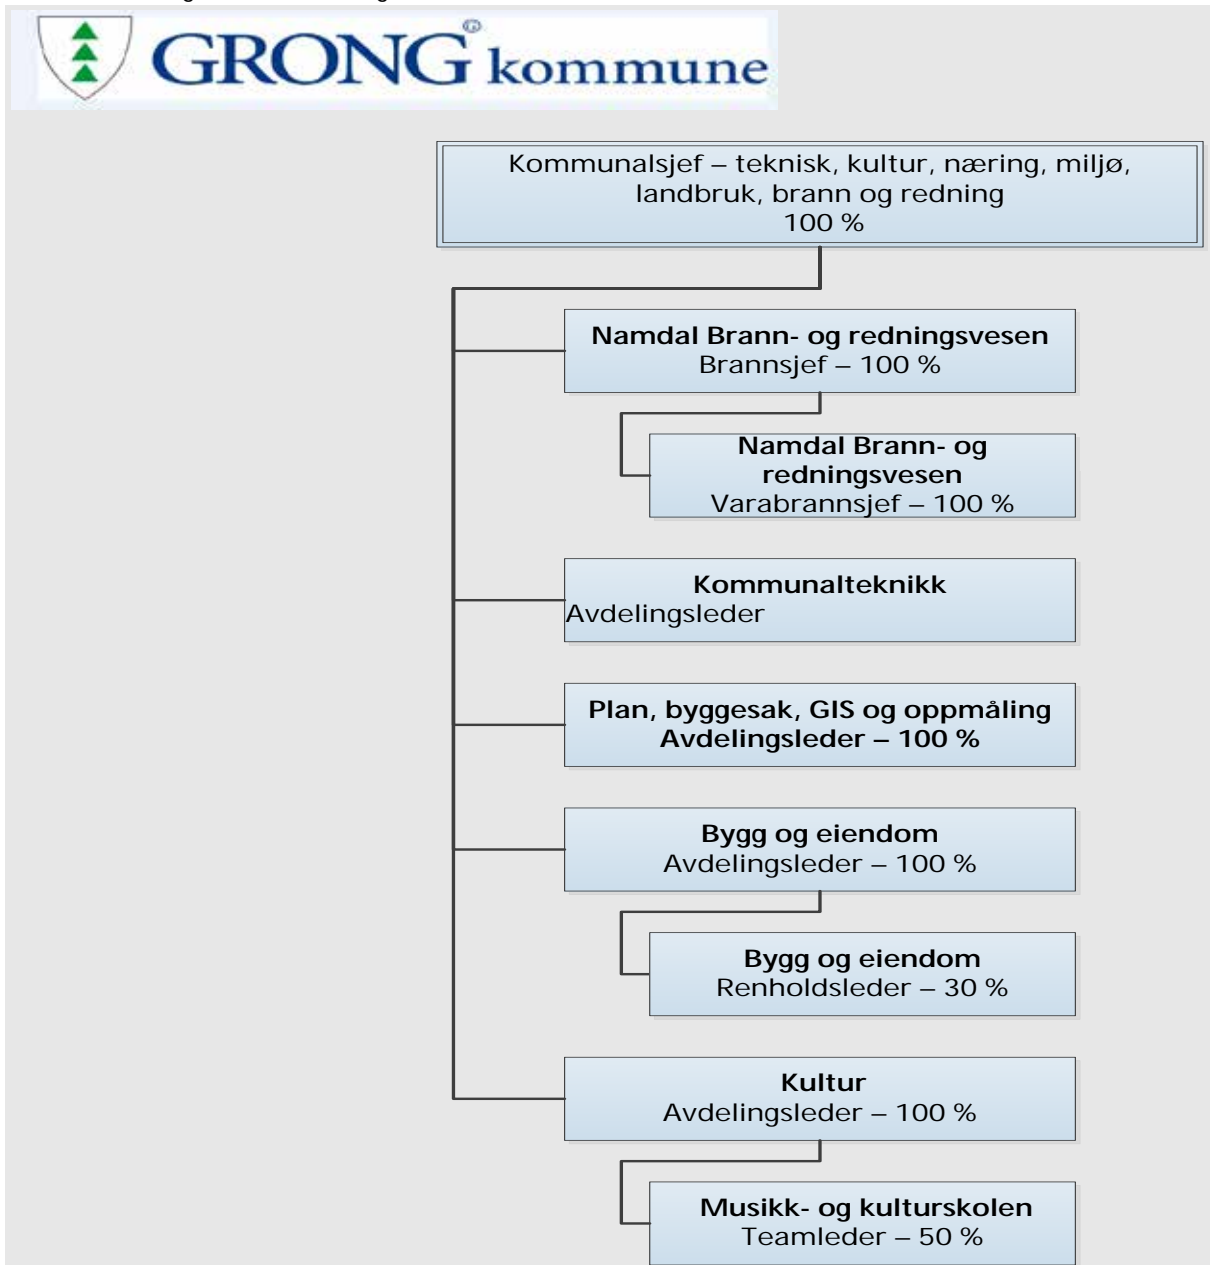 GRONG kommune
Kommunalsjef – teknisk, kultur, næring, miljø,
landbruk, brann og redning
100 %
Namdal Brann- og redningsvesen
Brannsjef – 100 %
Namdal Brann- og
redningsvesen
Varabrannsjef – 100 %
Kommunalteknikk
Avdelingsleder
Plan, byggesak, GIS og oppmåling
Avdelingsleder – 100 %
Bygg og eiendom
Avdelingsleder – 100 %
Bygg og eiendom
Renholdsleder – 30 %
Kultur
Avdelingsleder – 100 %
Musikk- og kulturskolen
Teamleder – 50 %